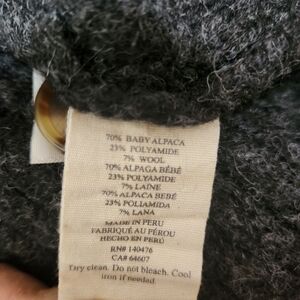 70% BABY ALPACA
23% POLYAMIDE
7% WOOL
70% ALPAGA BÉBÉ
23% POLYAMIDE
7% LAINE
70% ALPACA BEBÉ
23% POLIAMIDA
7% LANA
MADE IN PERU
FABRIQUÉ AU PÉROU
HECHO EN PERÚ
RN# 140476
CA# 64607
Dry clean. Do not bleach. Cool
iron if needed.